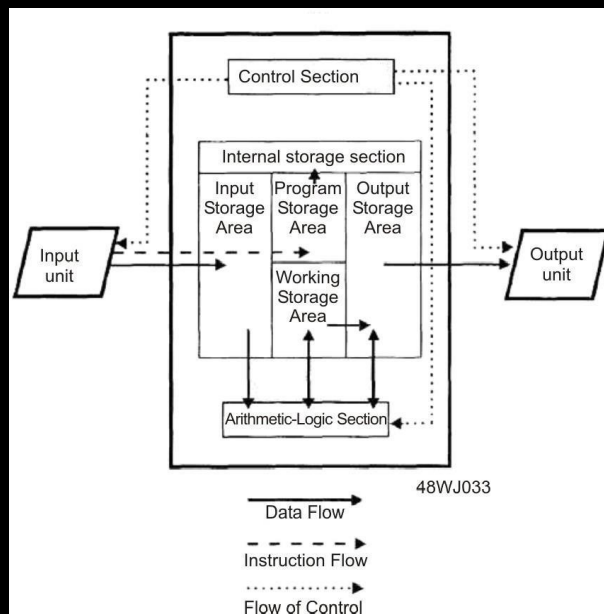 Control Section
Internal storage section
Input
Storage
Area
Program
Storage
Area
Output
Storage
Area
Input
unit
Working
Storage
Area
Output
unit
Arithmetic-Logic Section
48WJ033
Data Flow
Instruction Flow
Flow of Control